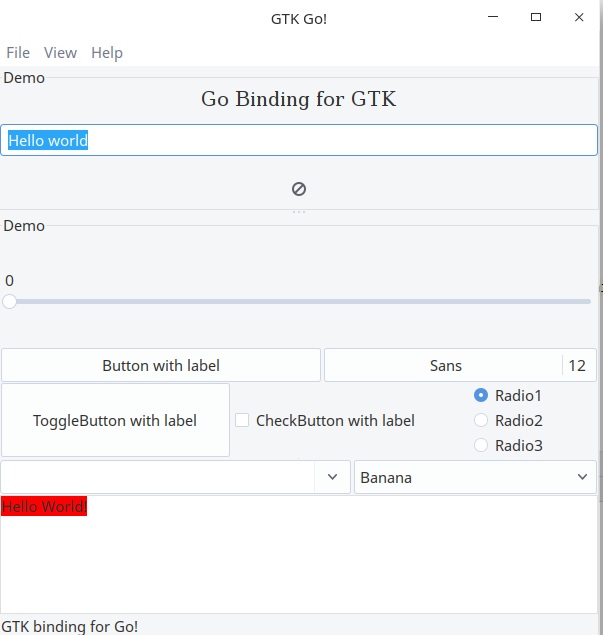 GTK Go!
File View Help
Demo
Go Binding for GTK
Hello world
Demo
0
Button with label Sans 12
ToggleButton with label CheckButton with label Radio1
Radio2
Radio3
Banana
Hello World!
GTK binding for Go!